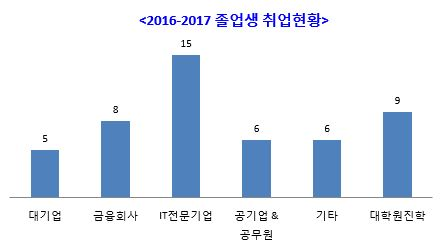 <2016-2017 졸업생 취업현황>
15
9
8
6
6
5
대기업
금융회사
IT전문기업
공기업 &
공무원
기타
대학원진학